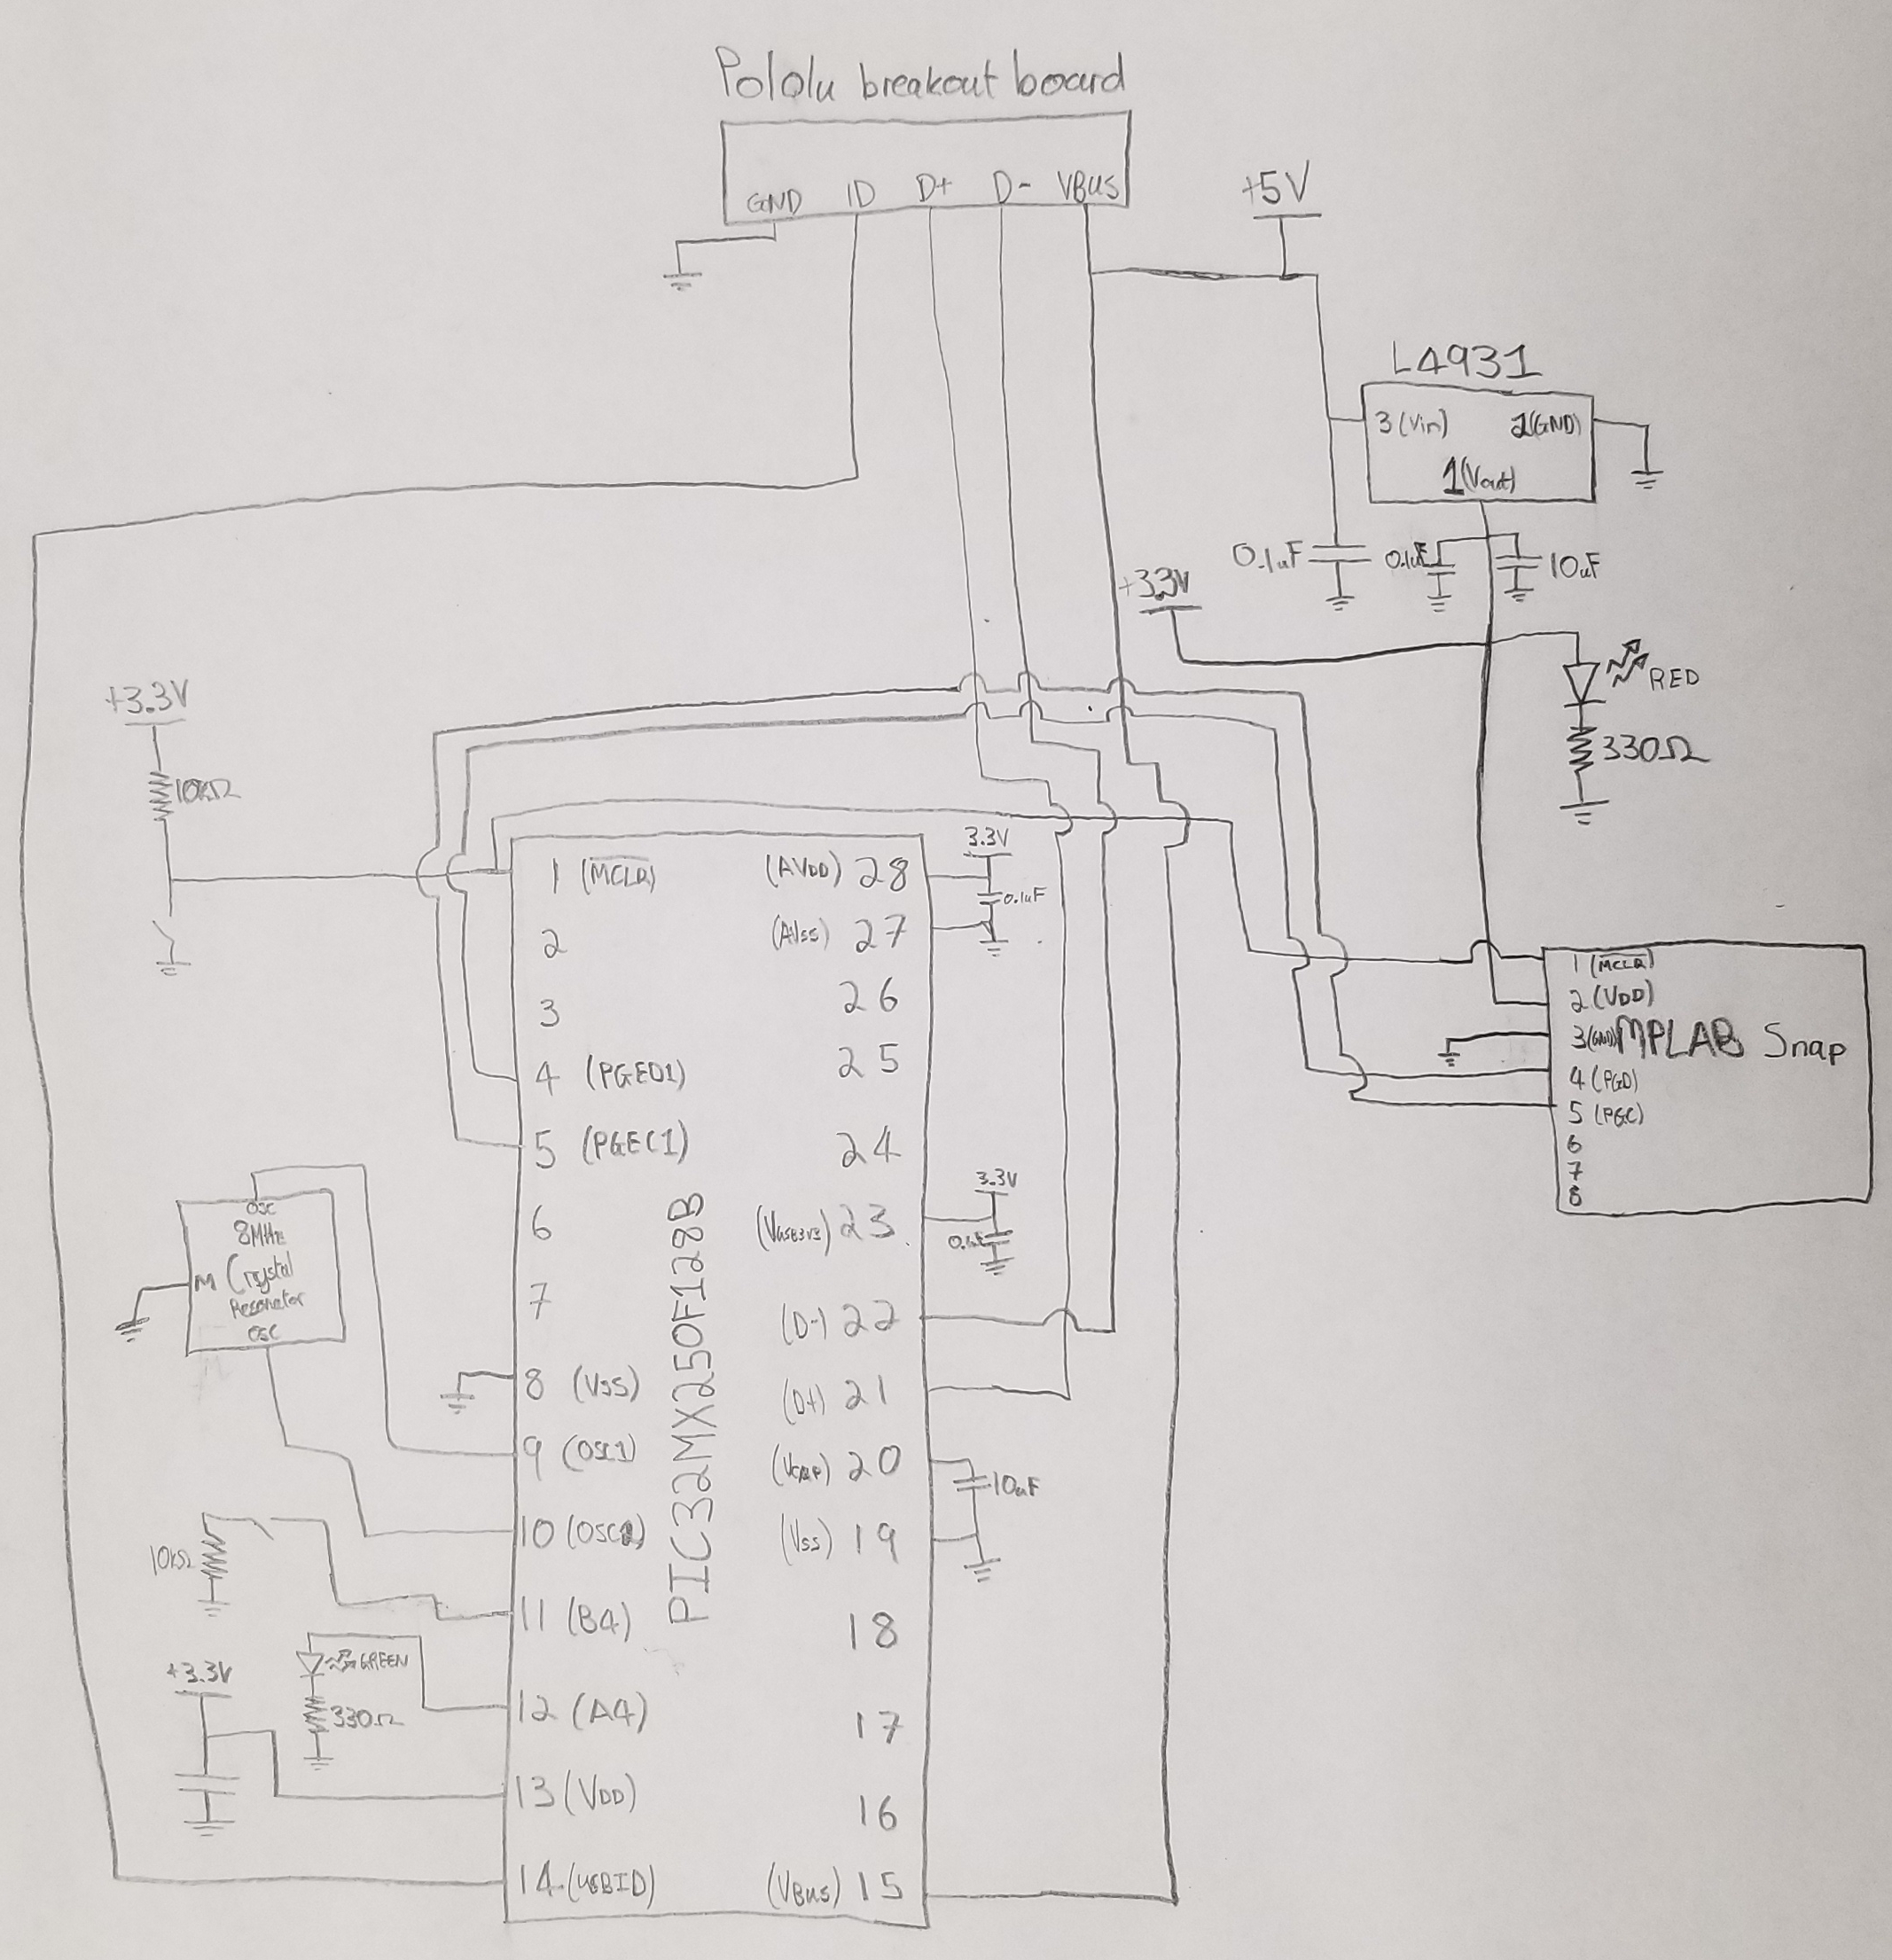 Pololu breakout board
GND ID D+ D- VBUS
+5V
L4931
3 (Vin) 2(GND)
1(Vout)
0.1uF 0.1uF 10uF
+3.3V
RED
330Ω
+3.3V
10kΩ
1 (MCLR) (AVDD) 28
3.3V
0.1uF
2 (AVSS) 27
3 26
4 (PGED1) 25
5 (PGEC1) 24
6 (VUSB3V3) 23
3.3V
0.1uF
7 (D-) 22
8 (VSS) (D+) 21
9 (OSC1) (VCAP) 20
10uF
10 (OSC2) (VSS) 19
11 (B4) 18
12 (A4) 17
13 (VDD) 16
14 (USBID) (VBUS) 15
PIC32MX250F128B
OSC
8MHz
M Crystal
Resonator
OSC
10kΩ
GREEN
330Ω
+3.3V
1 (MCLR)
2 (VDD)
3(GND) MPLAB Snap
4 (PGD)
5 (PGC)
6
7
8